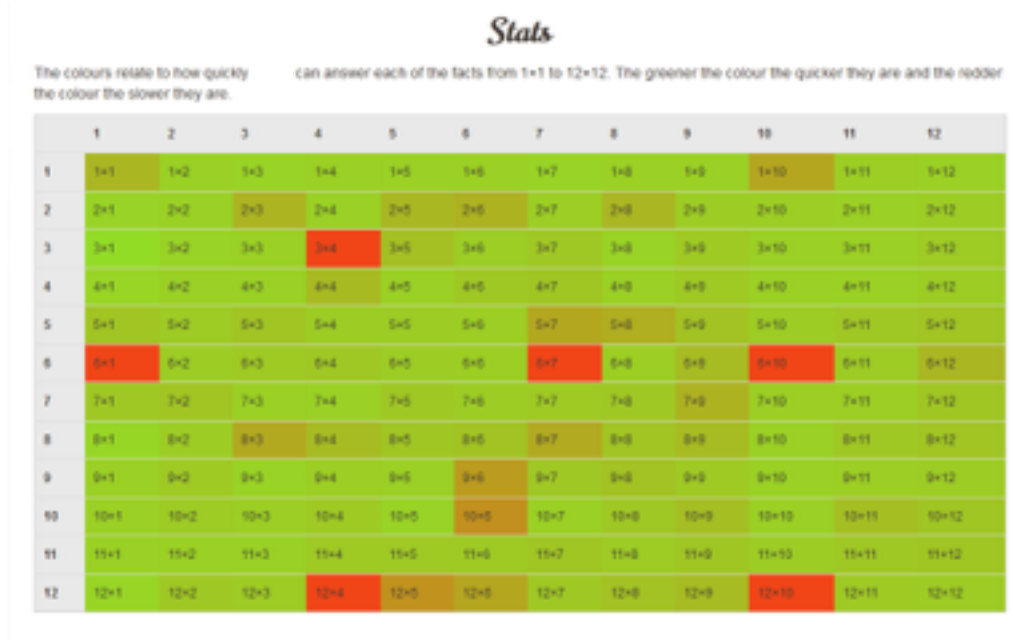 Stats
The colours relate to how quickly can answer each of the facts from 1×1 to 12×12. The greener the colour the quicker they are and the redder
the colour the slower they are.
1 2 3 4 5 6 7 8 9 10 11 12
1 1×1 1×2 1×3 1×4 1×5 1×6 1×7 1×8 1×9 1×10 1×11 1×12
2 2×1 2×2 2×3 2×4 2×5 2×6 2×7 2×8 2×9 2×10 2×11 2×12
3 3×1 3×2 3×3 3×4 3×5 3×6 3×7 3×8 3×9 3×10 3×11 3×12
4 4×1 4×2 4×3 4×4 4×5 4×6 4×7 4×8 4×9 4×10 4×11 4×12
5 5×1 5×2 5×3 5×4 5×5 5×6 5×7 5×8 5×9 5×10 5×11 5×12
6 6×1 6×2 6×3 6×4 6×5 6×6 6×7 6×8 6×9 6×10 6×11 6×12
7 7×1 7×2 7×3 7×4 7×5 7×6 7×7 7×8 7×9 7×10 7×11 7×12
8 8×1 8×2 8×3 8×4 8×5 8×6 8×7 8×8 8×9 8×10 8×11 8×12
9 9×1 9×2 9×3 9×4 9×5 9×6 9×7 9×8 9×9 9×10 9×11 9×12
10 10×1 10×2 10×3 10×4 10×5 10×6 10×7 10×8 10×9 10×10 10×11 10×12
11 11×1 11×2 11×3 11×4 11×5 11×6 11×7 11×8 11×9 11×10 11×11 11×12
12 12×1 12×2 12×3 12×4 12×5 12×6 12×7 12×8 12×9 12×10 12×11 12×12